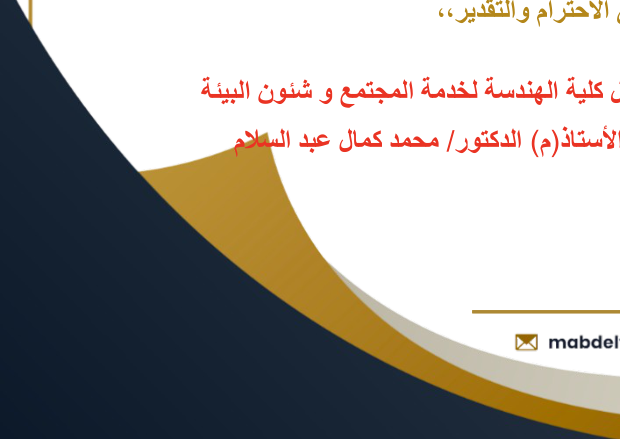 الاحترام والتقدير،،
كلية الهندسة لخدمة المجتمع و شئون البيئة
الأستاذ(م) الدكتور/ محمد كمال عبد السلام
mabdel